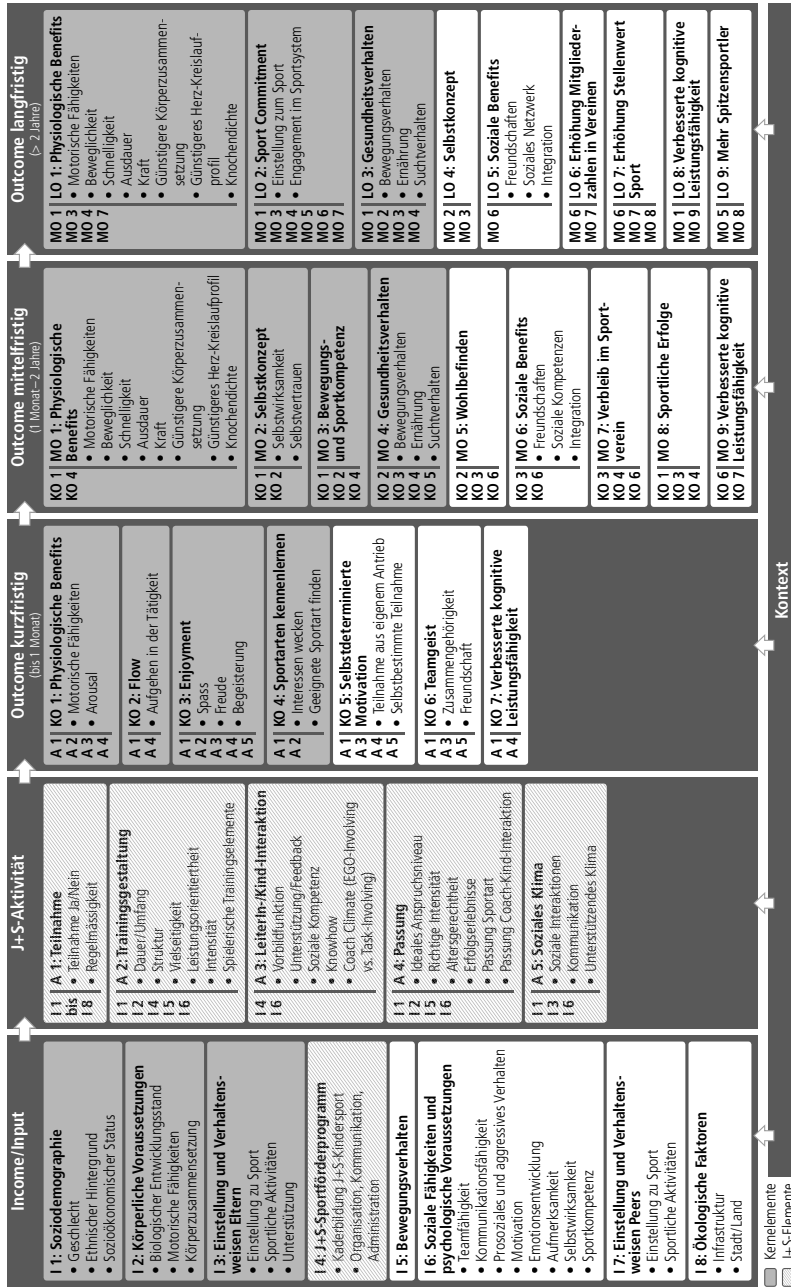 Income/Input
I 1: Soziodemographie
• Geschlecht
• Ethnischer Hintergrund
• Sozioökonomischer Status
I 2: Körperliche Voraussetzungen
• Biologischer Entwicklungsstand
• Motorische Fähigkeiten
• Körperzusammensetzung
I 3: Einstellung und Verhaltens-
weisen Eltern
• Einstellung zu Sport
• Sportliche Aktivitäten
• Unterstützung
I 4: J+S-Sportförderprogramm
• Kaderbildung J+S-Kindersport
• Organisation, Kommunikation,
Administration
I 5: Bewegungsverhalten
I 6: Soziale Fähigkeiten und
psychologische Voraussetzungen
• Teamfähigkeit
• Kommunikationsfähigkeit
• Prosoziales und aggressives Verhalten
• Motivation
• Emotionsentwicklung
• Aufmerksamkeit
• Selbstwirksamkeit
• Sportkompetenz
I 7: Einstellung und Verhaltens-
weisen Peers
• Einstellung zu Sport
• Sportliche Aktivitäten
I 8: Ökologische Faktoren
• Infrastruktur
• Stadt/Land
J+S-Aktivität
I 1 A 1: Teilnahme
bis • Teilnahme Ja/Nein
I 8 • Regelmässigkeit
I 1 A 2: Trainingsgestaltung
I 2 • Dauer/Umfang
I 4 • Struktur
I 5 • Vielseitigkeit
I 6 • Leistungsorientiertheit
• Intensität
• Spielerische Trainingselemente
I 4 A 3: LeiterIn-/Kind-Interaktion
I 6 • Vorbildfunktion
• Unterstützung/Feedback
• Soziale Kompetenz
• Knowhow
• Coach Climate (EGO-Involving
vs. Task-Involving)
I 1 A 4: Passung
I 2 • Ideales Anspruchsniveau
I 5 • Richtige Intensität
I 6 • Altersgerechtheit
• Erfolgserlebnisse
• Passung Sportart
• Passung Coach-Kind-Interaktion
I 1 A 5: Soziales Klima
I 3 • Soziale Interaktionen
I 6 • Kommunikation
• Unterstützendes Klima
Outcome kurzfristig
(bis 1 Monat)
A 1 KO 1: Physiologische Benefits
A 2 • Motorische Fähigkeiten
A 3 • Arousal
A 4
A 1 KO 2: Flow
A 4 • Aufgehen in der Tätigkeit
A 1 KO 3: Enjoyment
A 2 • Spass
A 3 • Freude
A 4 • Begeisterung
A 5
A 1 KO 4: Sportarten kennenlernen
A 2 • Interessen wecken
• Geeignete Sportart finden
A 1 KO 5: Selbstdeterminierte
A 3 Motivation
A 4 • Teilnahme aus eigenem Antrieb
A 5 • Selbstbestimmte Teilnahme
A 1 KO 6: Teamgeist
A 3 • Zusammengehörigkeit
A 5 • Freundschaft
A 1 KO 7: Verbesserte kognitive
A 4 Leistungsfähigkeit
Outcome mittelfristig
(1 Monat–2 Jahre)
KO 1 MO 1: Physiologische
KO 4 Benefits
• Motorische Fähigkeiten
• Beweglichkeit
• Schnelligkeit
• Ausdauer
• Kraft
• Günstigere Körperzusammen-
setzung
• Günstigeres Herz-Kreislaufprofil
• Knochendichte
KO 1 MO 2: Selbstkonzept
KO 2 • Selbstwirksamkeit
• Selbstvertrauen
KO 1 MO 3: Bewegungs-
KO 2 und Sportkompetenz
KO 4
KO 2 MO 4: Gesundheitsverhalten
KO 3 • Bewegungsverhalten
KO 4 • Ernährung
KO 5 • Suchtverhalten
KO 2 MO 5: Wohlbefinden
KO 3
KO 6
KO 3 MO 6: Soziale Benefits
KO 6 • Freundschaften
• Soziale Kompetenzen
• Integration
KO 3 MO 7: Verbleib im Sport-
KO 4 verein
KO 6
KO 1 MO 8: Sportliche Erfolge
KO 3
KO 4
KO 6 MO 9: Verbesserte kognitive
KO 7 Leistungsfähigkeit
Outcome langfristig
(> 2 Jahre)
MO 1 LO 1: Physiologische Benefits
MO 3 • Motorische Fähigkeiten
MO 4 • Beweglichkeit
MO 7 • Schnelligkeit
• Ausdauer
• Kraft
• Günstigere Körperzusammen-
setzung
• Günstigeres Herz-Kreislauf-
profil
• Knochendichte
MO 1 LO 2: Sport Commitment
MO 3 • Einstellung zum Sport
MO 4 • Engagement im Sportsystem
MO 5
MO 6
MO 7
MO 1 LO 3: Gesundheitsverhalten
MO 2 • Bewegungsverhalten
MO 3 • Ernährung
MO 4 • Suchtverhalten
MO 2 LO 4: Selbstkonzept
MO 3
MO 6 LO 5: Soziale Benefits
• Freundschaften
• Soziales Netzwerk
• Integration
MO 6 LO 6: Erhöhung Mitglieder-
MO 7 zahlen in Vereinen
MO 6 LO 7: Erhöhung Stellenwert
MO 7 Sport
MO 8
MO 1 LO 8: Verbesserte kognitive
MO 9 Leistungsfähigkeit
MO 5 LO 9: Mehr Spitzensportler
MO 8
Kontext
Kernelemente
J+S-Elemente